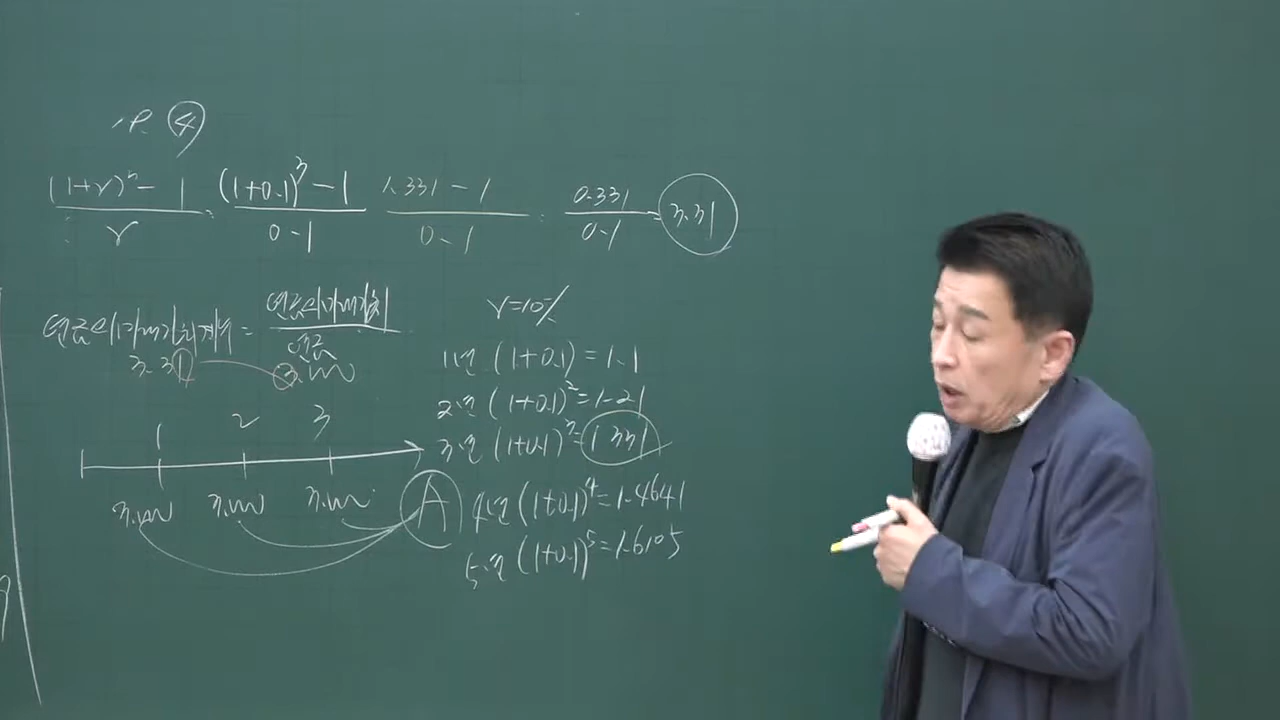 ④
(1+r)ⁿ - 1 / r = (1+0.1)³ - 1 / 0.1 = 1.331 - 1 / 0.1 = 0.331 / 0.1 = 3.31
연금의미래가치계수 = 연금의미래가치 / 연금
3.31
r=10%
1년 (1+0.1) = 1.1
2년 (1+0.1)² = 1.21
3년 (1+0.1)³ = 1.331
4년 (1+0.1)⁴ = 1.4641
5년 (1+0.1)⁵ = 1.6105
1 2 3
A